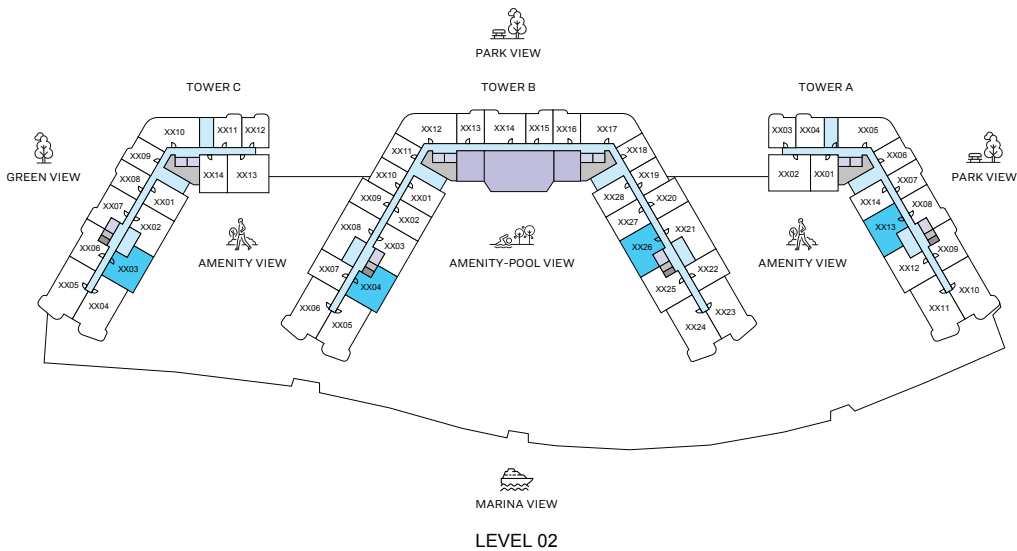 PARK VIEW
TOWER C
TOWER B
TOWER A
GREEN VIEW
PARK VIEW
XX10
XX11
XX12
XX09
XX08
XX14
XX13
XX07
XX01
XX02
XX06
XX03
XX05
XX04
AMENITY VIEW
XX12
XX13
XX14
XX15
XX16
XX17
XX11
XX18
XX10
XX19
XX09
XX01
XX28
XX20
XX08
XX02
XX27
XX21
XX03
XX26
XX07
XX22
XX04
XX25
XX06
XX23
XX05
XX24
AMENITY-POOL VIEW
XX03
XX04
XX05
XX06
XX02
XX01
XX07
XX14
XX08
XX13
XX09
XX12
XX10
XX11
AMENITY VIEW
MARINA VIEW
LEVEL 02